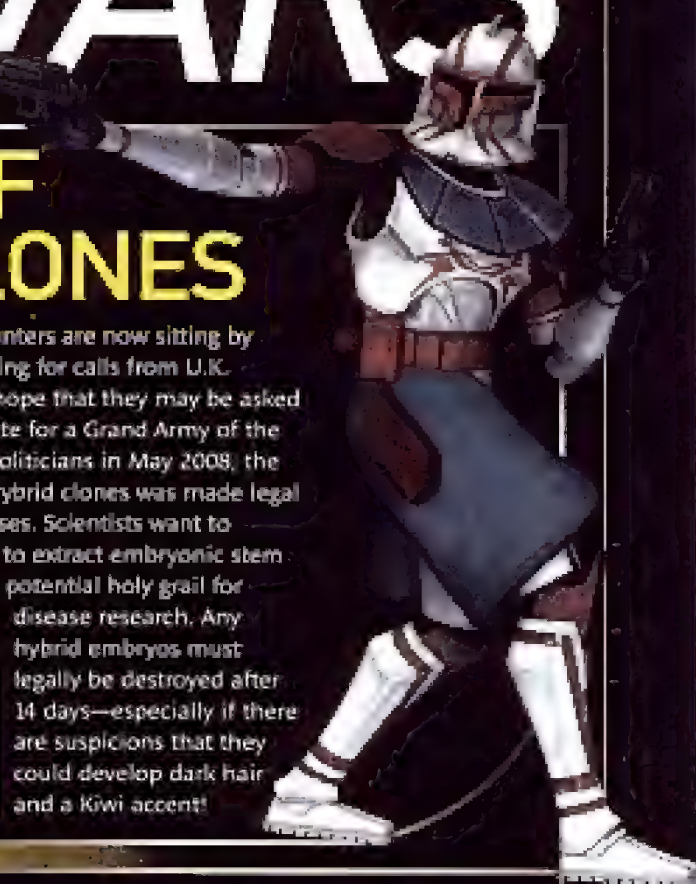 WARS
F
LONES
nters are now sitting by
ing for calls from U.K.
hope that they may be asked
te for a Grand Army of the
oliticians in May 2008, the
ybrid clones was made legal
ses. Scientists want to
to extract embryonic stem
potential holy grail for
disease research. Any
hybrid embryos must
legally be destroyed after
14 days—especially if there
are suspicions that they
could develop dark hair
and a Kiwi accent!